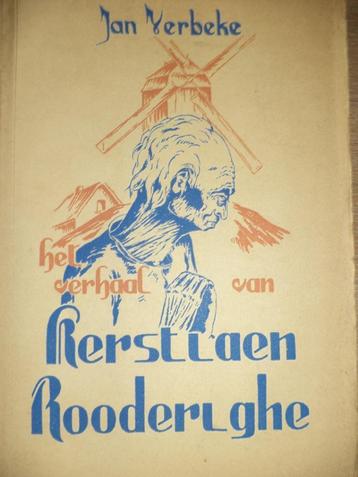 Jan Verbeke
het
verhaal van
Kerstiaen
Rooderighe